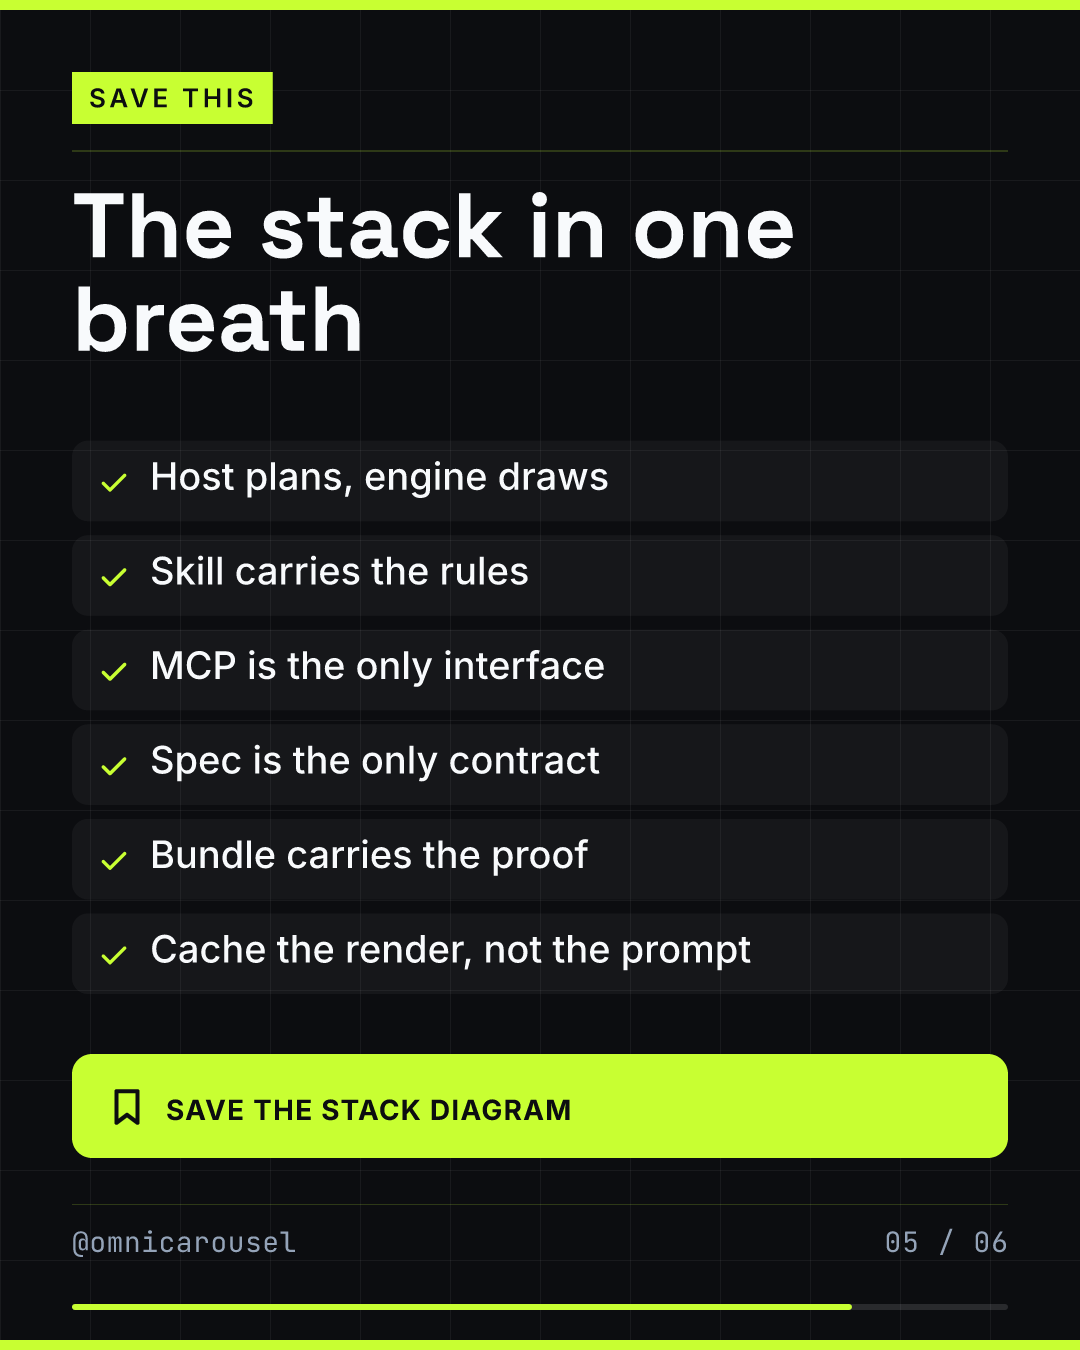 SAVE THIS
The stack in one
breath
Host plans, engine draws
Skill carries the rules
MCP is the only interface
Spec is the only contract
Bundle carries the proof
Cache the render, not the prompt
SAVE THE STACK DIAGRAM
@omnicarousel
05 / 06